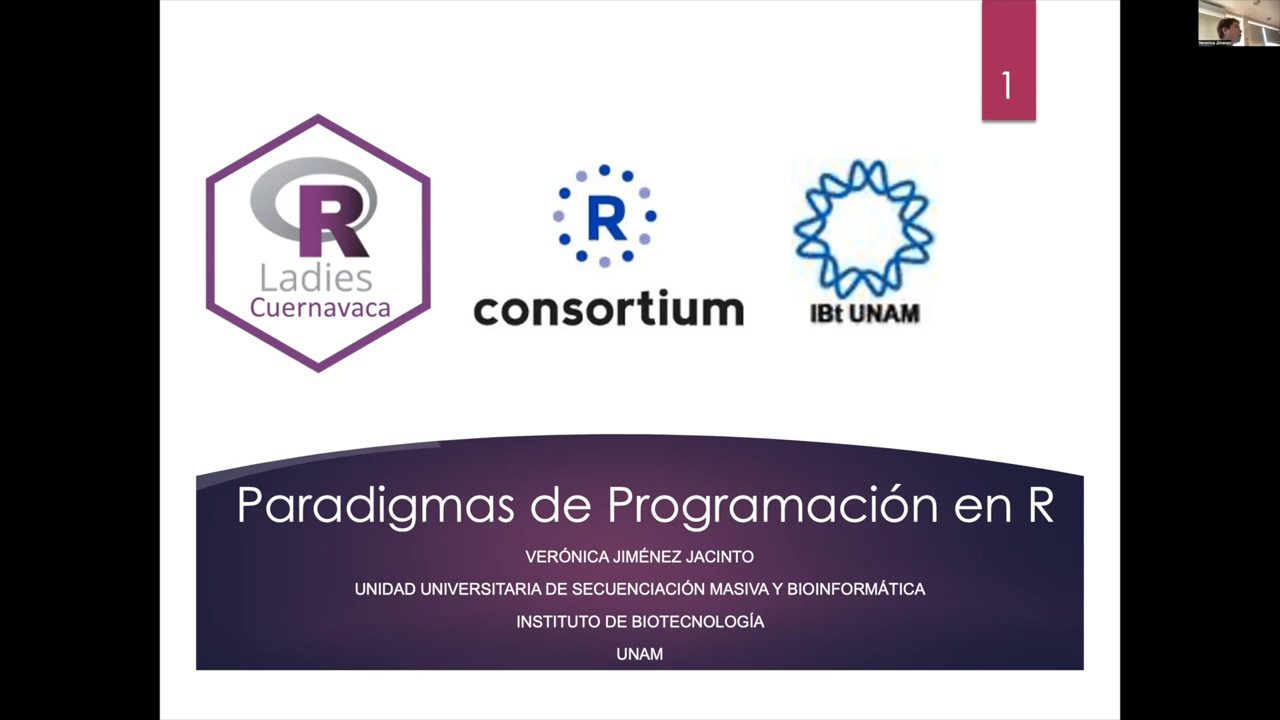 1
R
Ladies
Cuernavaca
R
consortium
IBt UNAM
Paradigmas de Programación en R
VERÓNICA JIMÉNEZ JACINTO
UNIDAD UNIVERSITARIA DE SECUENCIACIÓN MASIVA Y BIOINFORMÁTICA
INSTITUTO DE BIOTECNOLOGÍA
UNAM